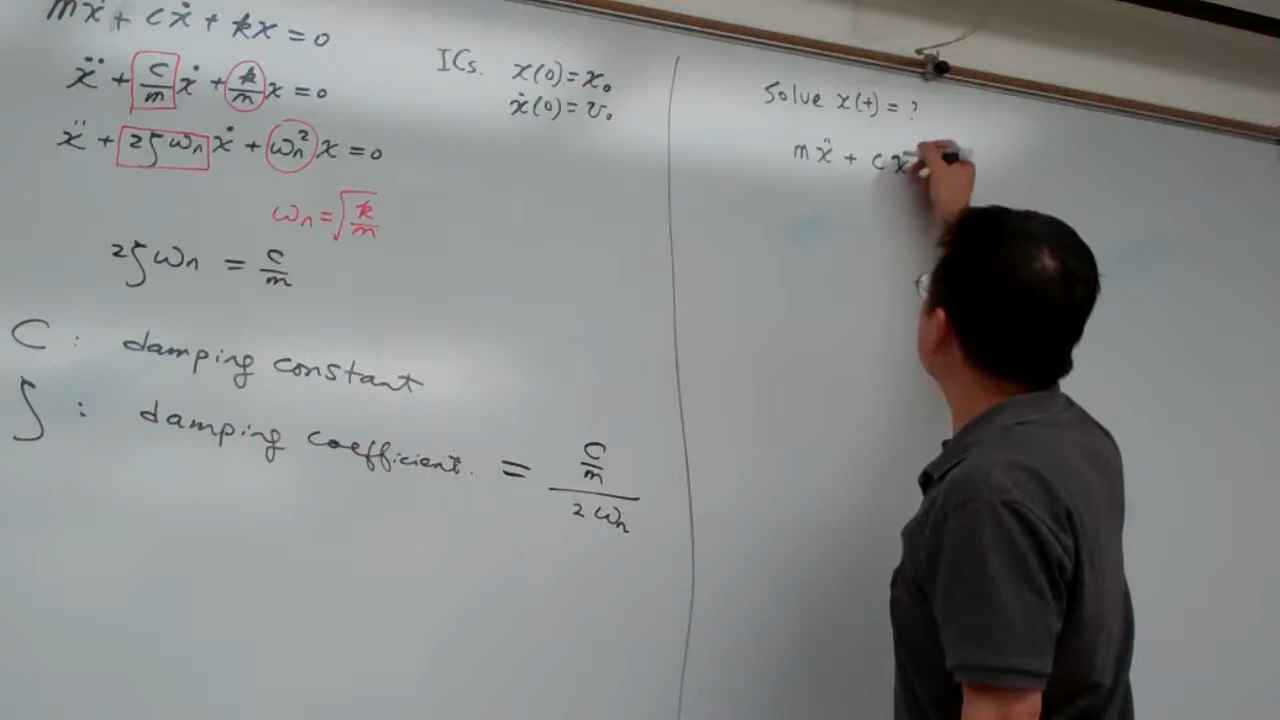 mẍ + cẋ + kx = 0
ẍ + c/m ẋ + k/m x = 0
ẍ + 2ζωₙ ẋ + ωₙ² x = 0
ωₙ = √(k/m)
2ζωₙ = c/m
C : damping constant
ζ : damping coefficient. = (c/m)/(2ωₙ)
ICs. x(0) = x₀
ẋ(0) = v₀
Solve x(t) = ?
mẍ + cx